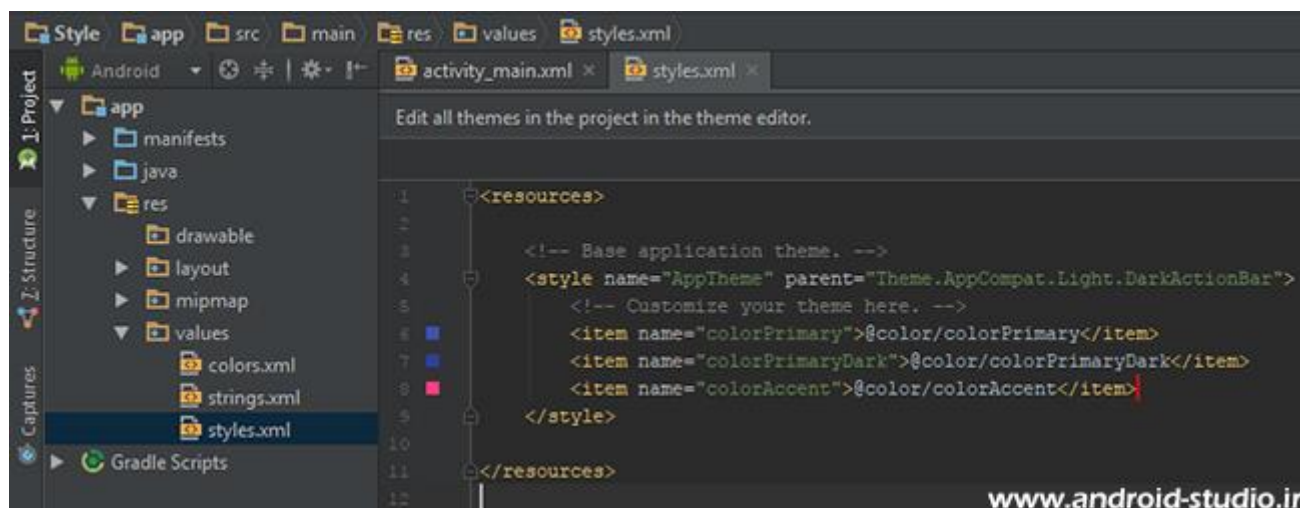 Style app src main res values styles.xml
Android
activity_main.xml × styles.xml ×
1: Project
7: Structure
Captures
app
manifests
java
res
drawable
layout
mipmap
values
colors.xml
strings.xml
styles.xml
Gradle Scripts
Edit all themes in the project in the theme editor.
1 <resources>
2
3 <!-- Base application theme. -->
4 <style name="AppTheme" parent="Theme.AppCompat.Light.DarkActionBar">
5 <!-- Customize your theme here. -->
6 <item name="colorPrimary">@color/colorPrimary</item>
7 <item name="colorPrimaryDark">@color/colorPrimaryDark</item>
8 <item name="colorAccent">@color/colorAccent</item>
9 </style>
10
11 </resources>
12
www.android-studio.ir